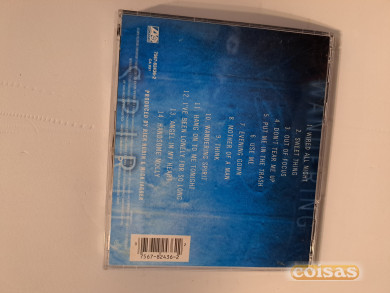 WANDERING
SPIRIT
1. WIRED ALL NIGHT
2. SWEET THING
3. OUT OF FOCUS
4. DON'T TEAR ME UP
5. PUT ME IN THE TRASH
6. USE ME
7. EVENING GOWN
8. MOTHER OF A MAN
9. THINK
10. WANDERING SPIRIT
11. HANG ON TO ME TONIGHT
12. I'VE BEEN LONELY FOR SO LONG
13. ANGEL IN MY HEART
14. HANDSOME MOLLY
PRODUCED BY RICK RUBIN & MICK JAGGER
7567-82436-2
7567-82436-2
coisas